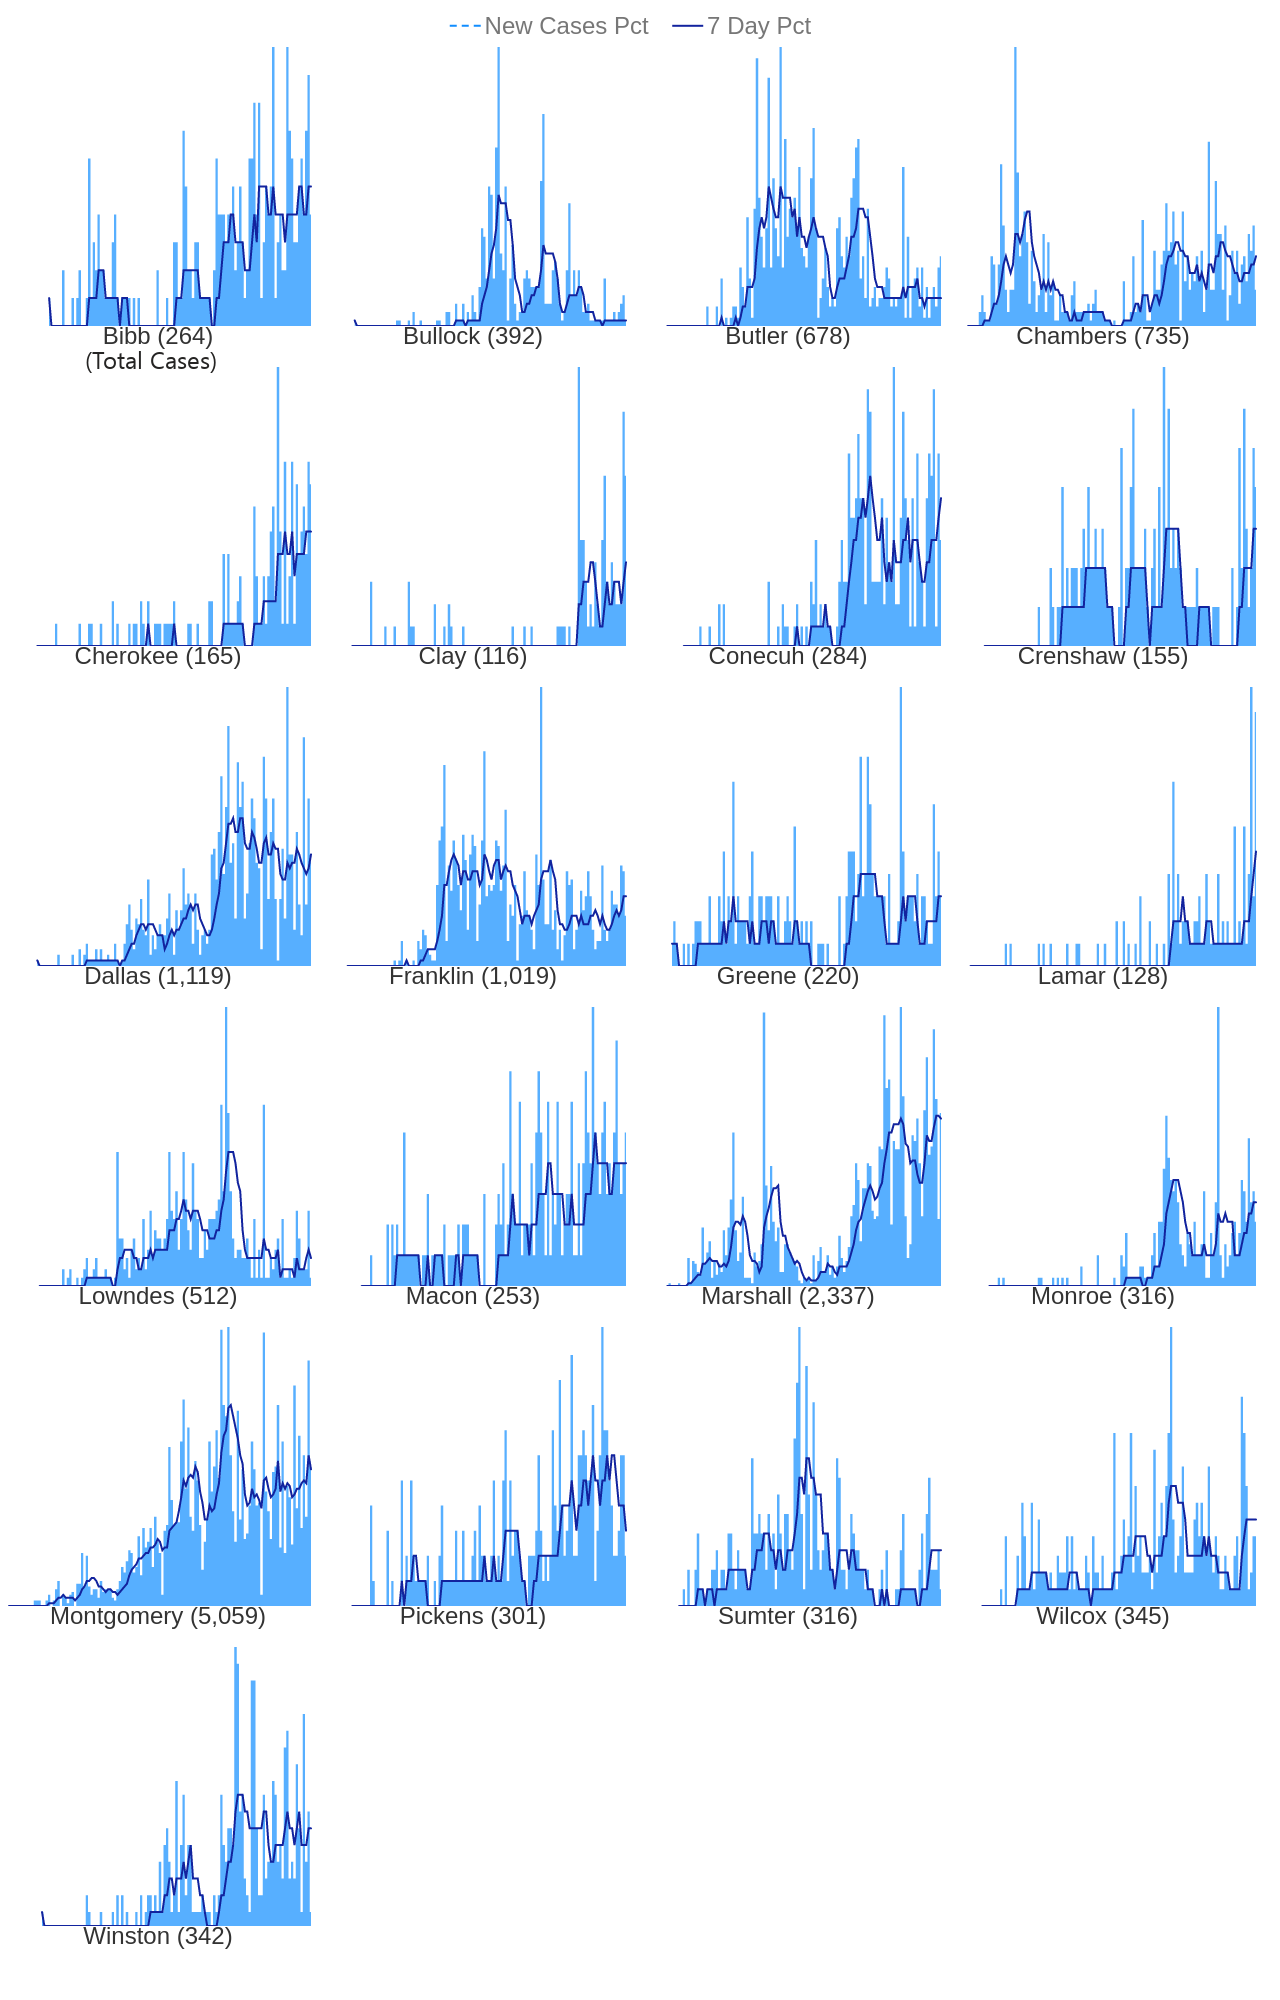 New Cases Pct 7 Day Pct
Bibb (264) Bullock (392) Butler (678) Chambers (735)
(Total Cases)
Cherokee (165) Clay (116) Conecuh (284) Crenshaw (155)
Dallas (1,119) Franklin (1,019) Greene (220) Lamar (128)
Lowndes (512) Macon (253) Marshall (2,337) Monroe (316)
Montgomery (5,059) Pickens (301) Sumter (316) Wilcox (345)
Winston (342)